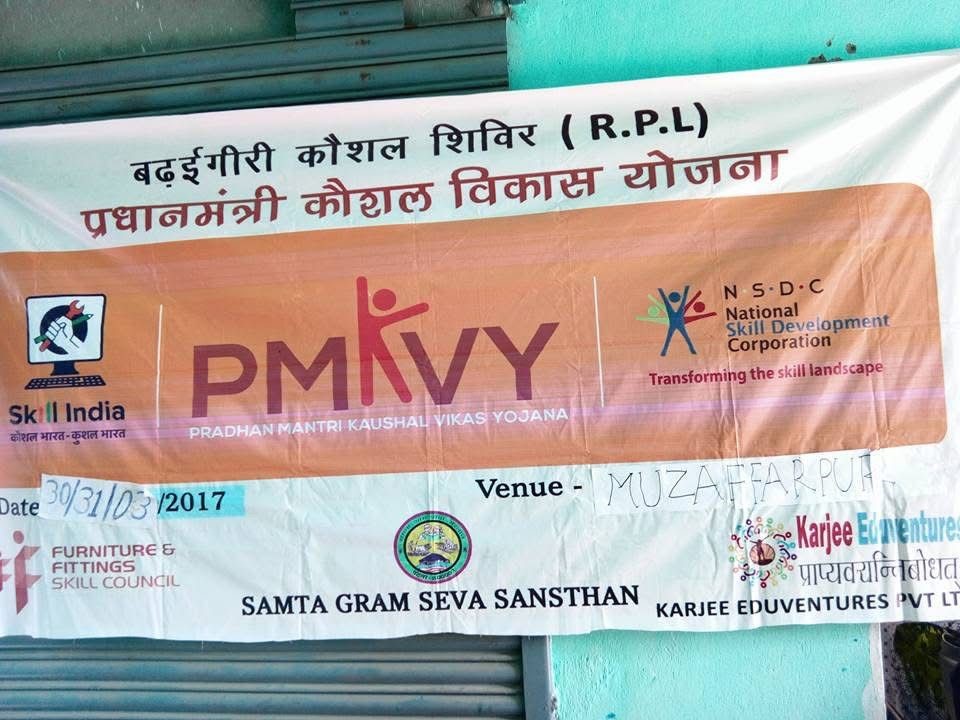 बढ़ईगीरी कौशल शिविर ( R.P.L)
प्रधानमंत्री कौशल विकास योजना
Skill India
कौशल भारत-कुशल भारत
PMKVY
PRADHAN MANTRI KAUSHAL VIKAS YOJANA
N·S·D·C
National
Skill Development
Corporation
Transforming the skill landscape
Date 30/31/03/2017
Venue - MUZAFFARPUR
FURNITURE &
FITTINGS
SKILL COUNCIL
SAMTA GRAM SEVA SANSTHAN
Karjee Eduventures
KARJEE EDUVENTURES PVT LT